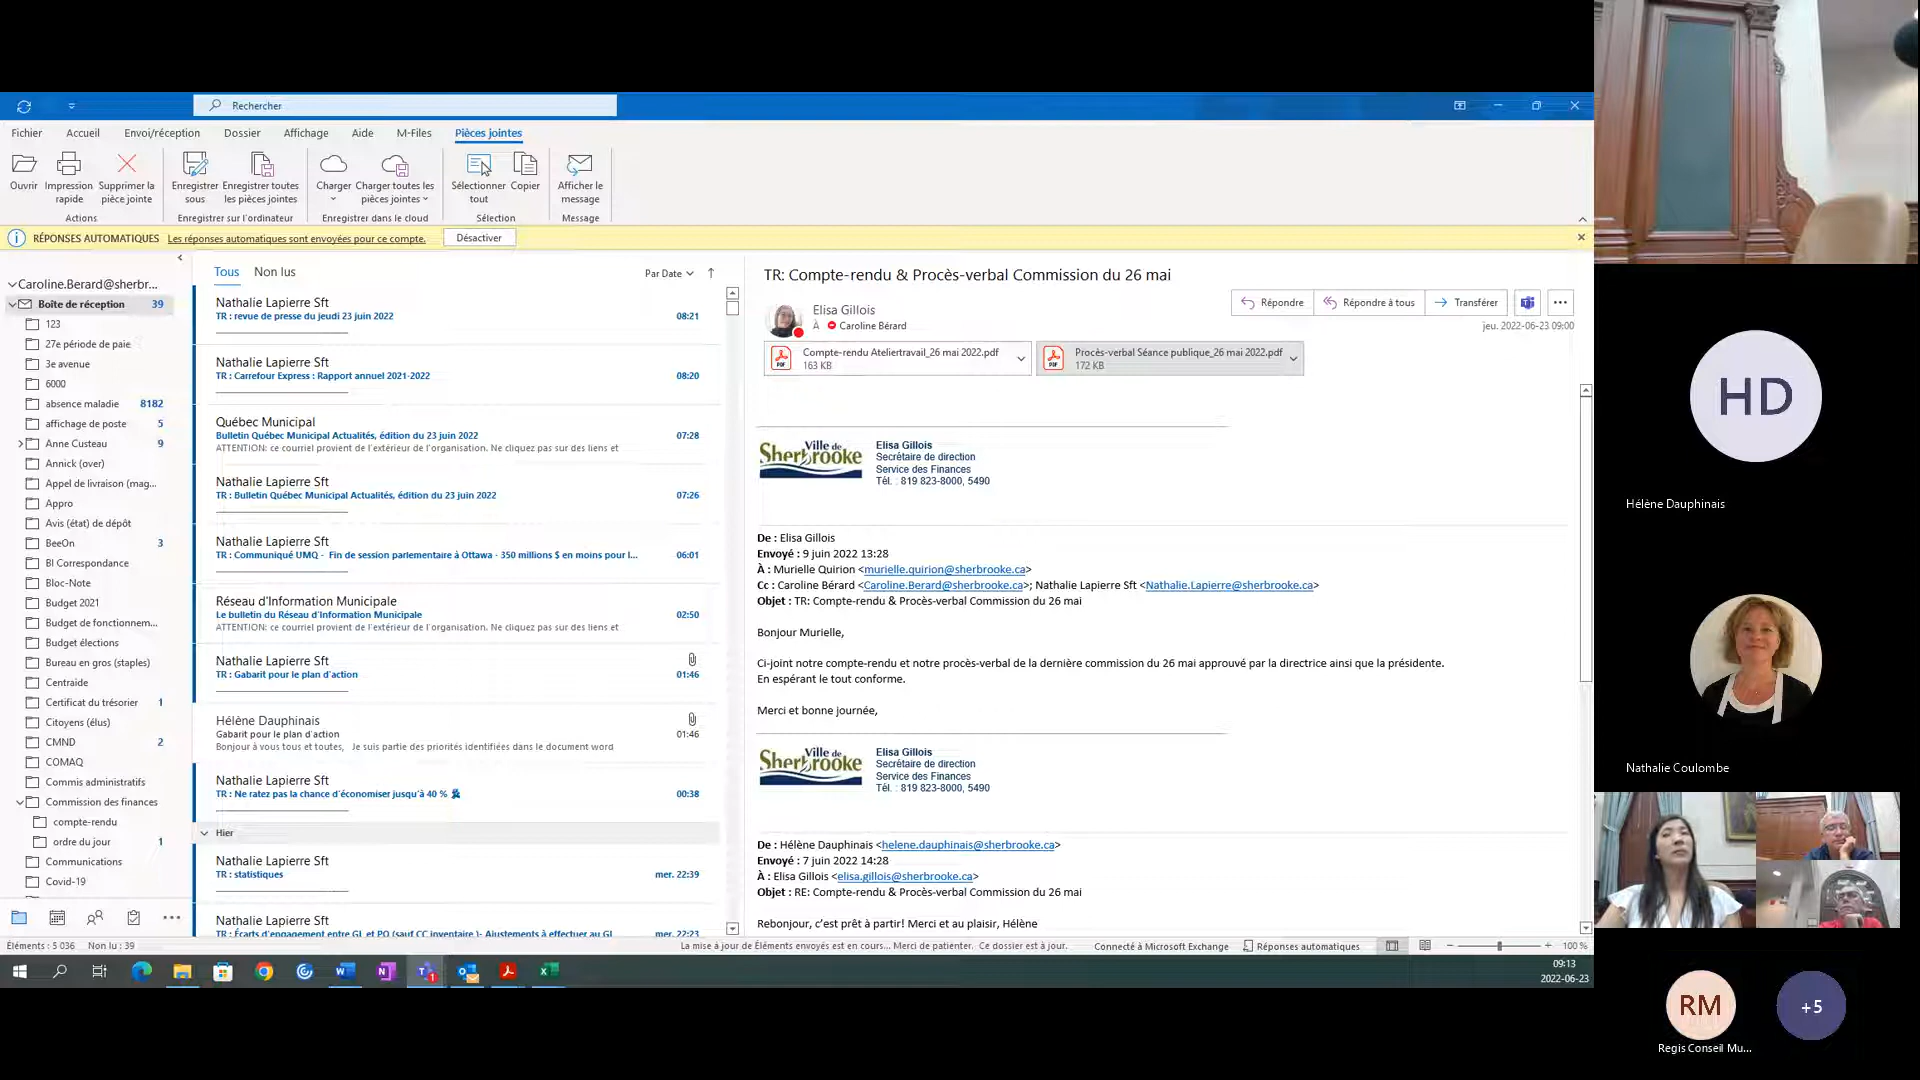 Rechercher
Fichier Accueil Envoi/réception Dossier Affichage Aide M-Files Pièces jointes
Ouvrir
Impression rapide
Supprimer la pièce jointe
Enregistrer sous
Enregistrer toutes les pièces jointes
Charger
Charger toutes les pièces jointes
Sélectionner tout
Copier
Afficher le message
Actions Enregistrer sur l'ordinateur Enregistrer dans le cloud Sélection Message
RÉPONSES AUTOMATIQUES Les réponses automatiques sont envoyées pour ce compte. Désactiver
Caroline.Berard@sherbr...
Boîte de réception 39
123
27e période de paie
3e avenue
6000
absence maladie 8182
affichage de poste 5
Anne Custeau 9
Annick (over)
Appel de livraison (mag...
Appro
Avis (état) de dépôt
BeeOn 3
BI Correspondance
Bloc-Note
Budget 2021
Budget de fonctionnem...
Budget élections
Bureau en gros (staples)
Centraide
Certificat du trésorier 1
Citoyens (élus)
CMND 2
COMAQ
Commis administratifs
Commission des finances
compte-rendu
ordre du jour 1
Communications
Covid-19
Tous Non lus Par Date
Nathalie Lapierre Sft
TR : revue de presse du jeudi 23 juin 2022 08:21
Nathalie Lapierre Sft
TR : Carrefour Express : Rapport annuel 2021-2022 08:20
Québec Municipal
Bulletin Québec Municipal Actualités, édition du 23 juin 2022 07:28
ATTENTION: ce courriel provient de l'extérieur de l'organisation. Ne cliquez pas sur des liens et
Nathalie Lapierre Sft
TR : Bulletin Québec Municipal Actualités, édition du 23 juin 2022 07:26
Nathalie Lapierre Sft
TR : Communiqué UMQ - Fin de session parlementaire à Ottawa - 350 millions $ en moins pour l... 06:01
Réseau d'Information Municipale
Le bulletin du Réseau d'Information Municipale 02:50
ATTENTION: ce courriel provient de l'extérieur de l'organisation. Ne cliquez pas sur des liens et
Nathalie Lapierre Sft
TR : Gabarit pour le plan d'action 01:46
Hélène Dauphinais
Gabarit pour le plan d'action 01:46
Bonjour à vous tous et toutes, Je suis partie des priorités identifiées dans le document word
Nathalie Lapierre Sft
TR : Ne ratez pas la chance d'économiser jusqu'à 40 % 00:38
Hier
Nathalie Lapierre Sft
TR : statistiques mer. 22:39
Nathalie Lapierre Sft
TR : Écarts d'engagement entre GL et PO (sauf CC inventaire )- Ajustements à effectuer au GL mer. 22:23
TR: Compte-rendu & Procès-verbal Commission du 26 mai
Elisa Gillois
À Caroline Bérard
Répondre Répondre à tous Transférer
jeu. 2022-06-23 09:00
Compte-rendu Ateliertravail_26 mai 2022.pdf
163 KB
Procès-verbal Séance publique_26 mai 2022.pdf
172 KB
Ville de Sherbrooke
Elisa Gillois
Secrétaire de direction
Service des Finances
Tél. : 819 823-8000, 5490
De : Elisa Gillois
Envoyé : 9 juin 2022 13:28
À : Murielle Quirion <murielle.quirion@sherbrooke.ca>
Cc : Caroline Bérard <Caroline.Berard@sherbrooke.ca>; Nathalie Lapierre Sft <Nathalie.Lapierre@sherbrooke.ca>
Objet : TR: Compte-rendu & Procès-verbal Commission du 26 mai
Bonjour Murielle,
Ci-joint notre compte-rendu et notre procès-verbal de la dernière commission du 26 mai approuvé par la directrice ainsi que la présidente.
En espérant le tout conforme.
Merci et bonne journée,
Ville de Sherbrooke
Elisa Gillois
Secrétaire de direction
Service des Finances
Tél. : 819 823-8000, 5490
De : Hélène Dauphinais <helene.dauphinais@sherbrooke.ca>
Envoyé : 7 juin 2022 14:28
À : Elisa Gillois <elisa.gillois@sherbrooke.ca>
Objet : RE: Compte-rendu & Procès-verbal Commission du 26 mai
Rebonjour, c'est prêt à partir! Merci et au plaisir, Hélène
Éléments : 5 036 Non lu : 39
La mise à jour de Éléments envoyés est en cours... Merci de patienter. Ce dossier est à jour. Connecté à Microsoft Exchange Réponses automatiques 100 %
09:13
2022-06-23
HD
Hélène Dauphinais
Nathalie Coulombe
RM
+5
Regis Conseil Mu...